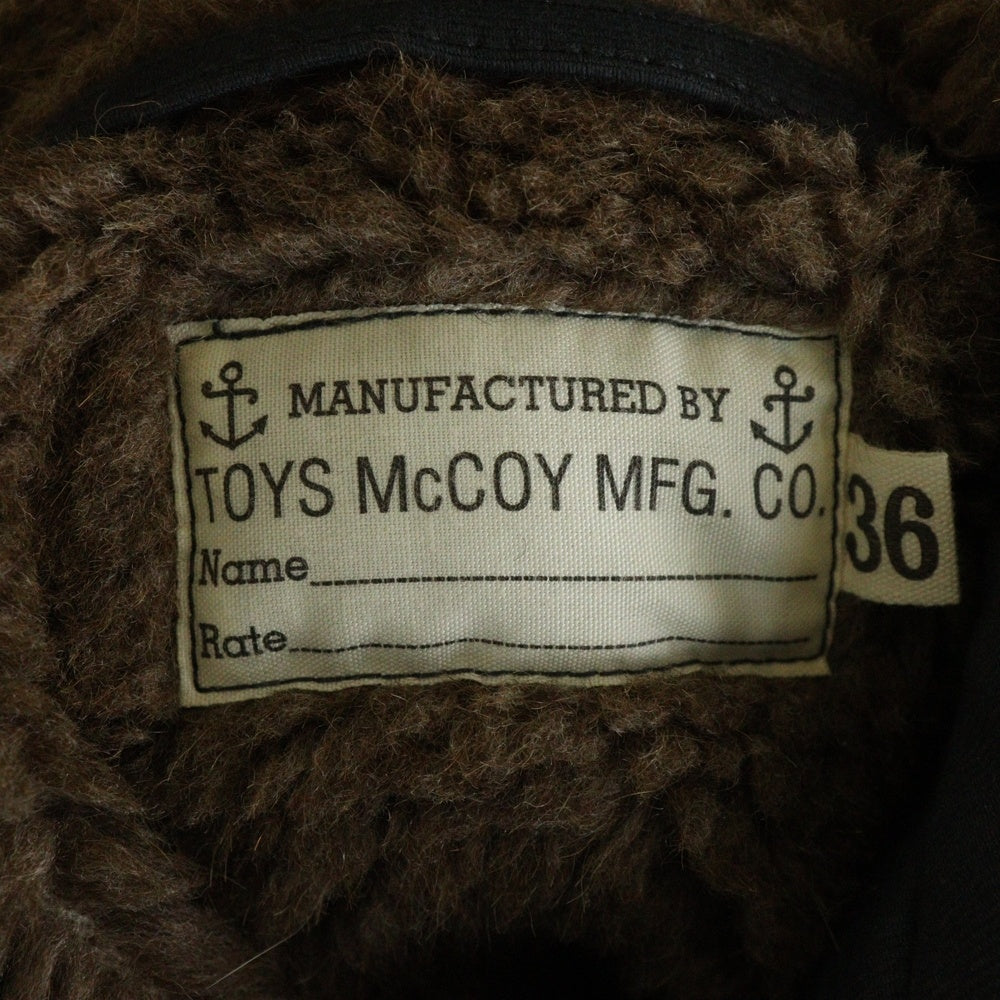 MANUFACTURED BY
TOYS McCOY MFG. CO.
36
Name
Rate